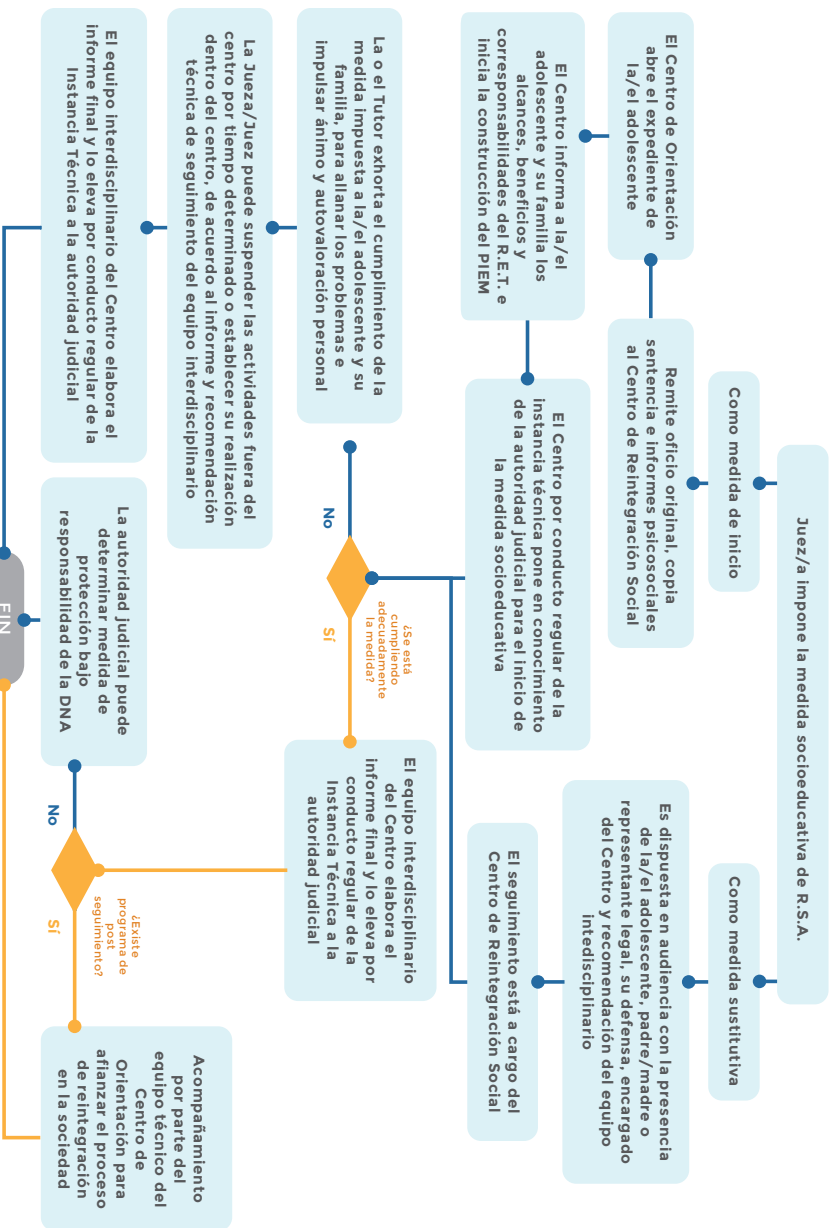 Juez/a impone la medida socioeducativa de R.S.A.
Como medida de inicio
Como medida sustitutiva
Remite oficio original, copia
sentencia e informes psicosociales
al Centro de Reintegración Social
Es dispuesta en audiencia con la presencia
de la/el adolescente, padre/madre o
representante legal, su defensa, encargado
del Centro y recomendación del equipo
intedisciplinario
El Centro de Orientación
abre el expediente de
la/el adolescente
El Centro informa a la/el
adolescente y su familia los
alcances, beneficios y
corresponsabilidades del R.E.T. e
inicia la construcción del PIEM
El Centro por conducto regular de la
instancia técnica pone en conocimiento
de la autoridad judicial para el inicio de
la medida socioeducativa
El seguimiento está a cargo del
Centro de Reintegración Social
¿Se está
cumpliendo
adecuadamente
la medida?
No
Sí
La o el Tutor exhorta el cumplimiento de la
medida impuesta a la/el adolescente y su
familia, para allanar los problemas e
impulsar ánimo y autovaloración personal
El equipo interdisciplinario
del Centro elabora el
informe final y lo eleva por
conducto regular de la
Instancia Técnica a la
autoridad judicial
La Jueza/Juez puede suspender las actividades fuera del
centro por tiempo determinado o establecer su realización
dentro del centro, de acuerdo al informe y recomendación
técnica de seguimiento del equipo interdisciplinario
El equipo interdisciplinario del Centro elabora el
informe final y lo eleva por conducto regular de la
Instancia Técnica a la autoridad judicial
¿Existe
programa de
post
seguimiento?
No
Sí
La autoridad judicial puede
determinar medida de
protección bajo
responsabilidad de la DNA
Acompañamiento
por parte del
equipo técnico del
Centro de
Orientación para
afianzar el proceso
de reintegración
en la sociedad
FIN